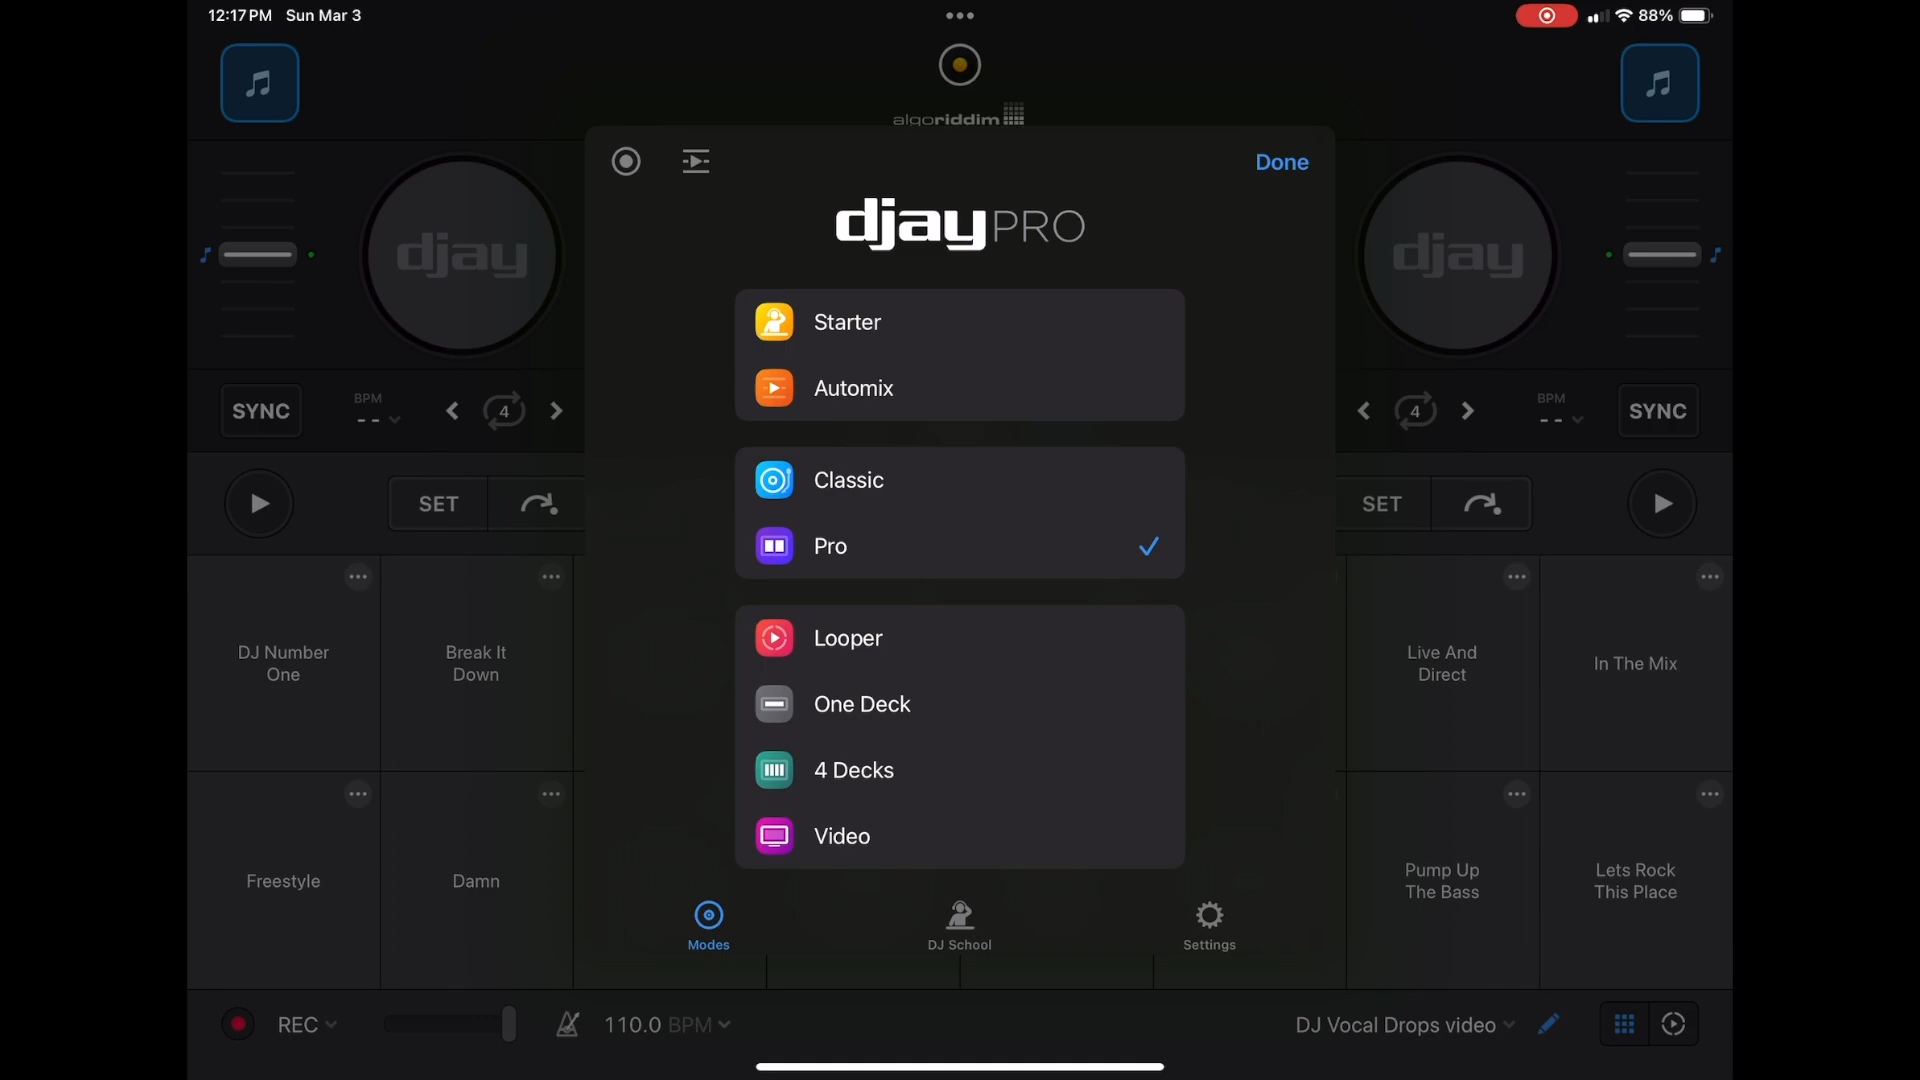 12:17 PM Sun Mar 3
88%
algoriddim
Done
djay PRO
djay
djay
Starter
Automix
SYNC
BPM
--
4
4
BPM
--
SYNC
Classic
SET
SET
Pro
DJ Number
One
Break It
Down
Looper
Live And
Direct
In The Mix
One Deck
4 Decks
Video
Freestyle
Damn
Pump Up
The Bass
Lets Rock
This Place
Modes
DJ School
Settings
REC
110.0 BPM
DJ Vocal Drops video